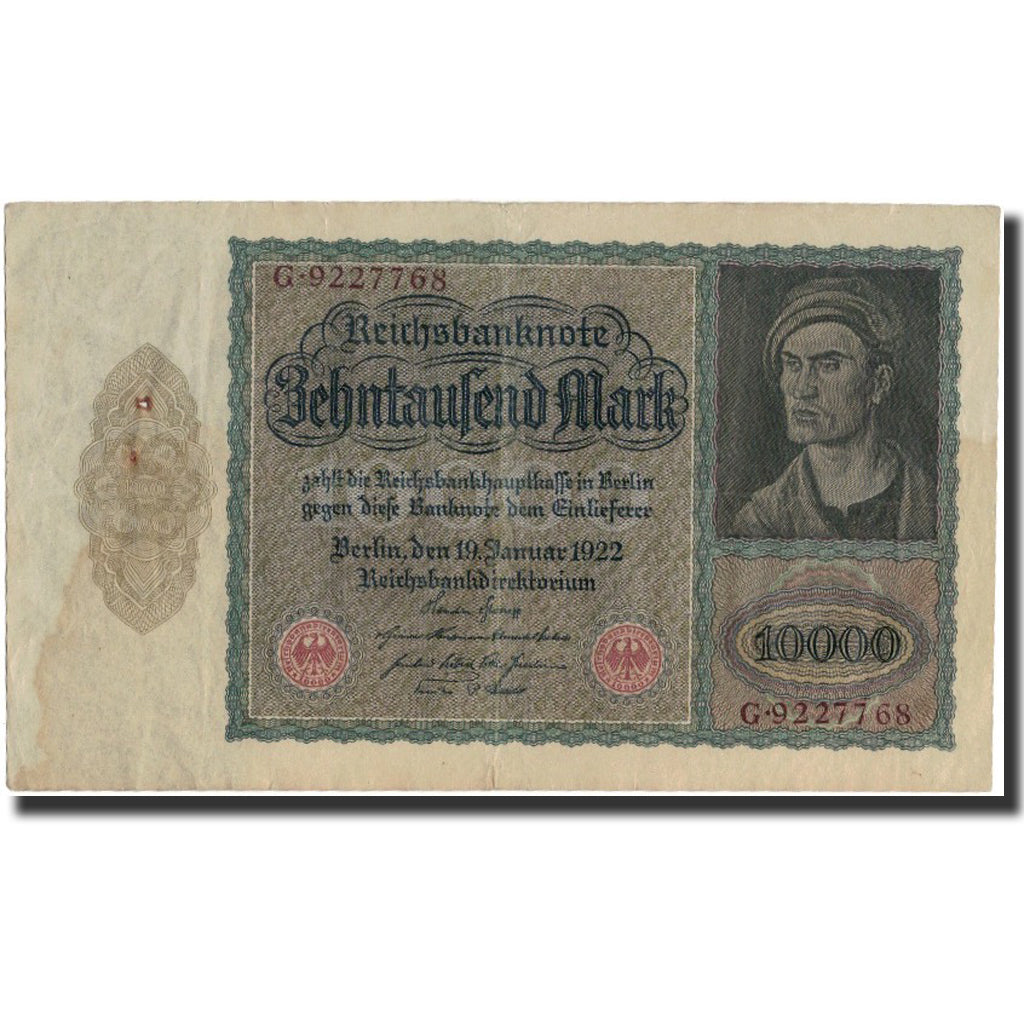 G·9227768
Reichsbanknote
Zehntausend Mark
zahlt die Reichsbankhauptkasse in Berlin
gegen diese Banknote dem Einlieferer
Berlin, den 19. Januar 1922
Reichsbankdirektorium
10000
G·9227768